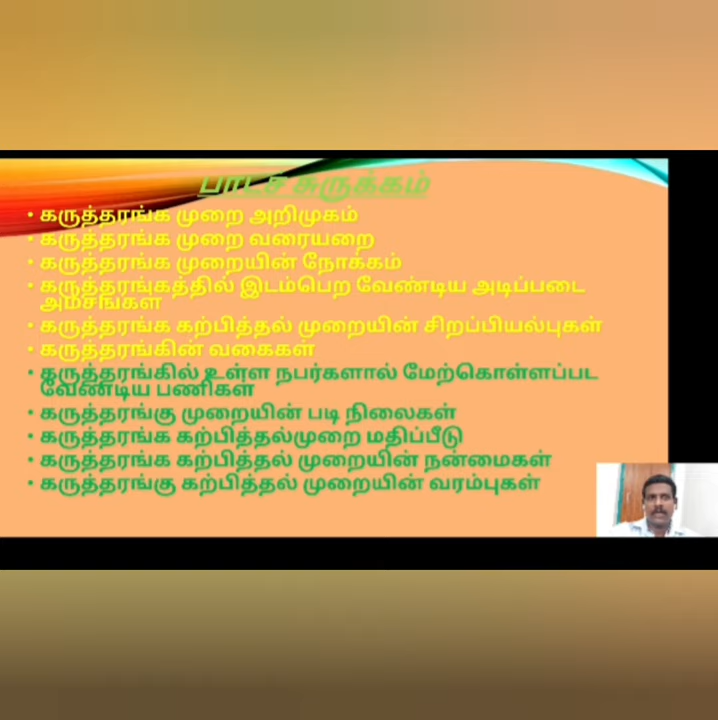 பாடச் சுருக்கம்
• கருத்தரங்க முறை அறிமுகம்
• கருத்தரங்க முறை வரையறை
• கருத்தரங்க முறையின் நோக்கம்
• கருத்தரங்கத்தில் இடம்பெற வேண்டிய அடிப்படை
அம்சங்கள்
• கருத்தரங்க கற்பித்தல் முறையின் சிறப்பியல்புகள்
• கருத்தரங்கின் வகைகள்
• கருத்தரங்கில் உள்ள நபர்களால் மேற்கொள்ளப்பட
வேண்டிய பணிகள்
• கருத்தரங்கு முறையின் படி நிலைகள்
• கருத்தரங்க கற்பித்தல்முறை மதிப்பீடு
• கருத்தரங்க கற்பித்தல் முறையின் நன்மைகள்
• கருத்தரங்கு கற்பித்தல் முறையின் வரம்புகள்